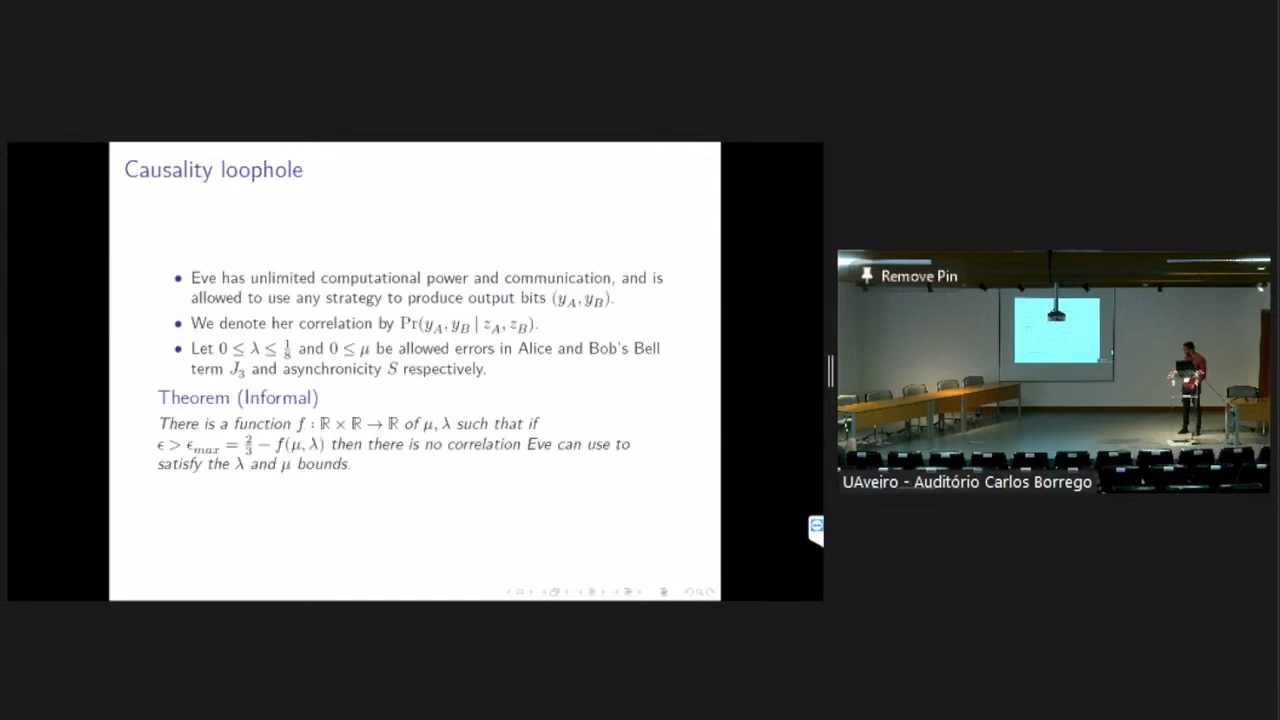 Causality loophole
• Eve has unlimited computational power and communication, and is
allowed to use any strategy to produce output bits (y_A, y_B).
• We denote her correlation by Pr(y_A, y_B | z_A, z_B).
• Let 0 ≤ λ ≤ 1/8 and 0 ≤ μ be allowed errors in Alice and Bob's Bell
term J_3 and asynchronicity S respectively.
Theorem (Informal)
There is a function f : ℝ × ℝ → ℝ of μ, λ such that if
ϵ > ϵ_max = 2/3 − f(μ, λ) then there is no correlation Eve can use to
satisfy the λ and μ bounds.
Remove Pin
UAveiro - Auditório Carlos Borrego